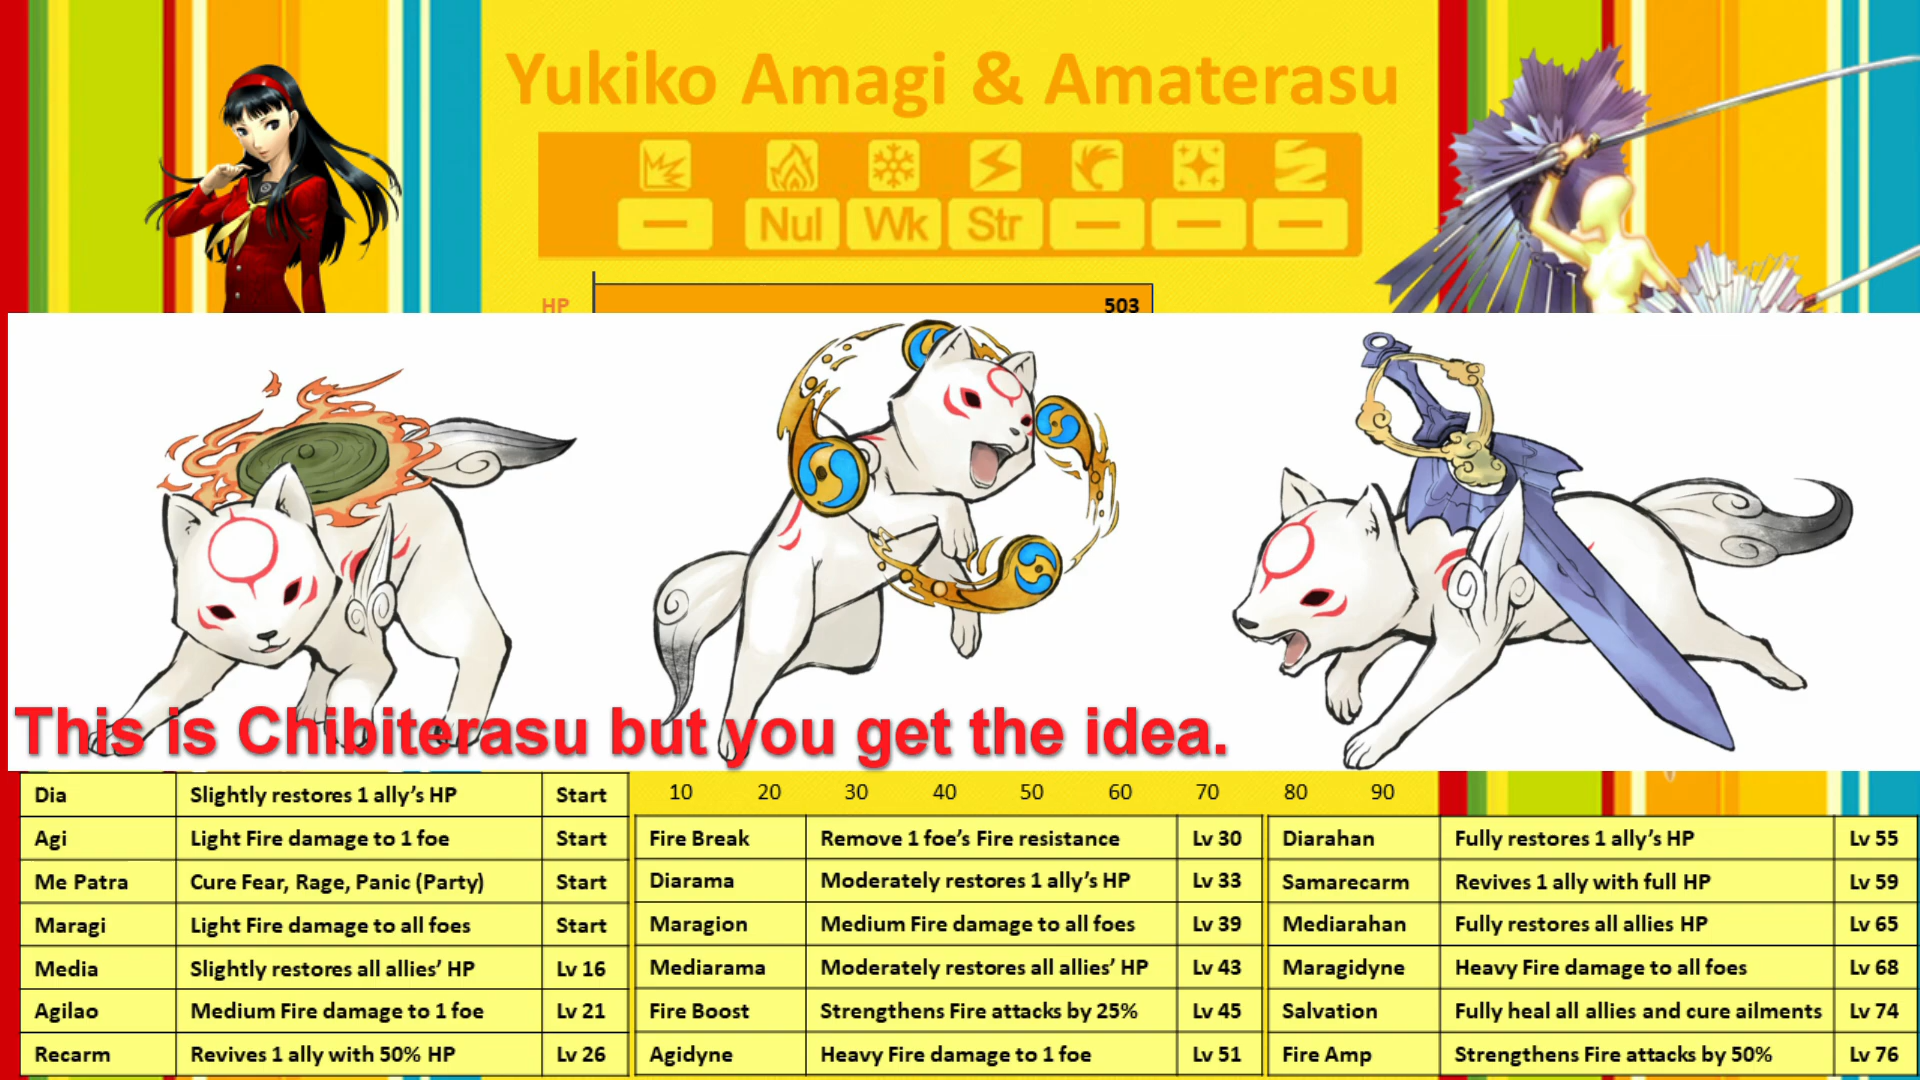 Yukiko Amagi & Amaterasu
— Nul Wk Str — — —
HP 503
This is Chibiterasu but you get the idea.
10 20 30 40 50 60 70 80 90
Dia Slightly restores 1 ally’s HP Start
Agi Light Fire damage to 1 foe Start
Me Patra Cure Fear, Rage, Panic (Party) Start
Maragi Light Fire damage to all foes Start
Media Slightly restores all allies’ HP Lv 16
Agilao Medium Fire damage to 1 foe Lv 21
Recarm Revives 1 ally with 50% HP Lv 26
Fire Break Remove 1 foe’s Fire resistance Lv 30
Diarama Moderately restores 1 ally’s HP Lv 33
Maragion Medium Fire damage to all foes Lv 39
Mediarama Moderately restores all allies’ HP Lv 43
Fire Boost Strengthens Fire attacks by 25% Lv 45
Agidyne Heavy Fire damage to 1 foe Lv 51
Diarahan Fully restores 1 ally’s HP Lv 55
Samarecarm Revives 1 ally with full HP Lv 59
Mediarahan Fully restores all allies HP Lv 65
Maragidyne Heavy Fire damage to all foes Lv 68
Salvation Fully heal all allies and cure ailments Lv 74
Fire Amp Strengthens Fire attacks by 50% Lv 76